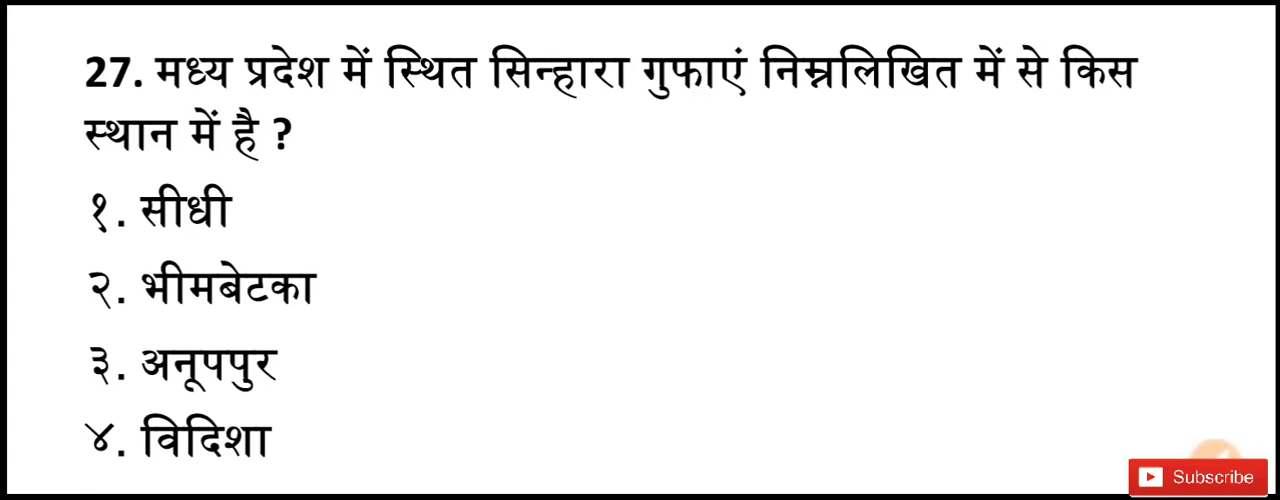 27. मध्य प्रदेश में स्थित सिन्हारा गुफाएं निम्नलिखित में से किस
स्थान में है ?
१. सीधी
२. भीमबेटका
३. अनूपपुर
४. विदिशा
Subscribe